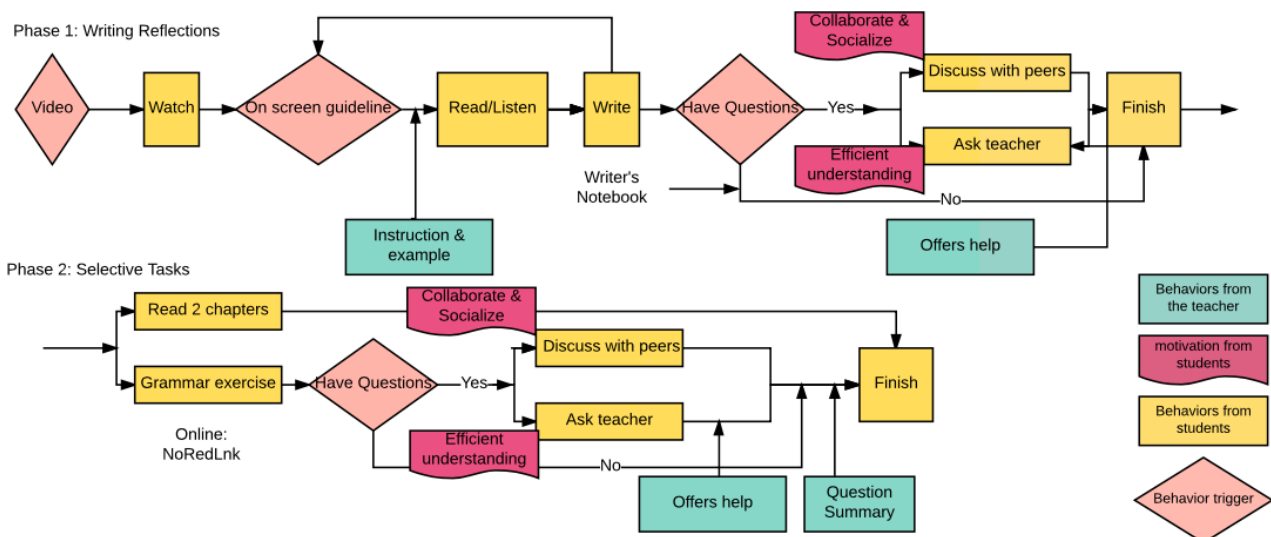 Phase 1: Writing Reflections
Video
Watch
On screen guideline
Read/Listen
Write
Have Questions
Yes
Collaborate &
Socialize
Discuss with peers
Ask teacher
Efficient
understanding
Finish
Writer's
Notebook
No
Instruction &
example
Offers help
Phase 2: Selective Tasks
Read 2 chapters
Grammar exercise
Online:
NoRedLnk
Have Questions
Yes
Collaborate &
Socialize
Discuss with peers
Ask teacher
Efficient
understanding
No
Offers help
Question
Summary
Finish
Behaviors from
the teacher
motivation from
students
Behaviors from
students
Behavior trigger